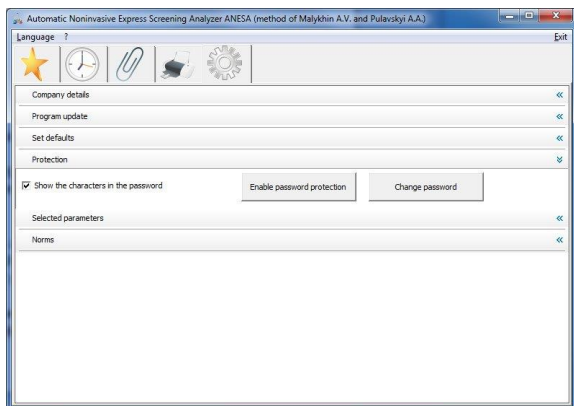 Automatic Noninvasive Express Screening Analyzer ANESA (method of Malykhin A.V. and Pulavskyi A.A.)
Language ? Exit
Company details
Program update
Set defaults
Protection
Show the characters in the password Enable password protection Change password
Selected parameters
Norms